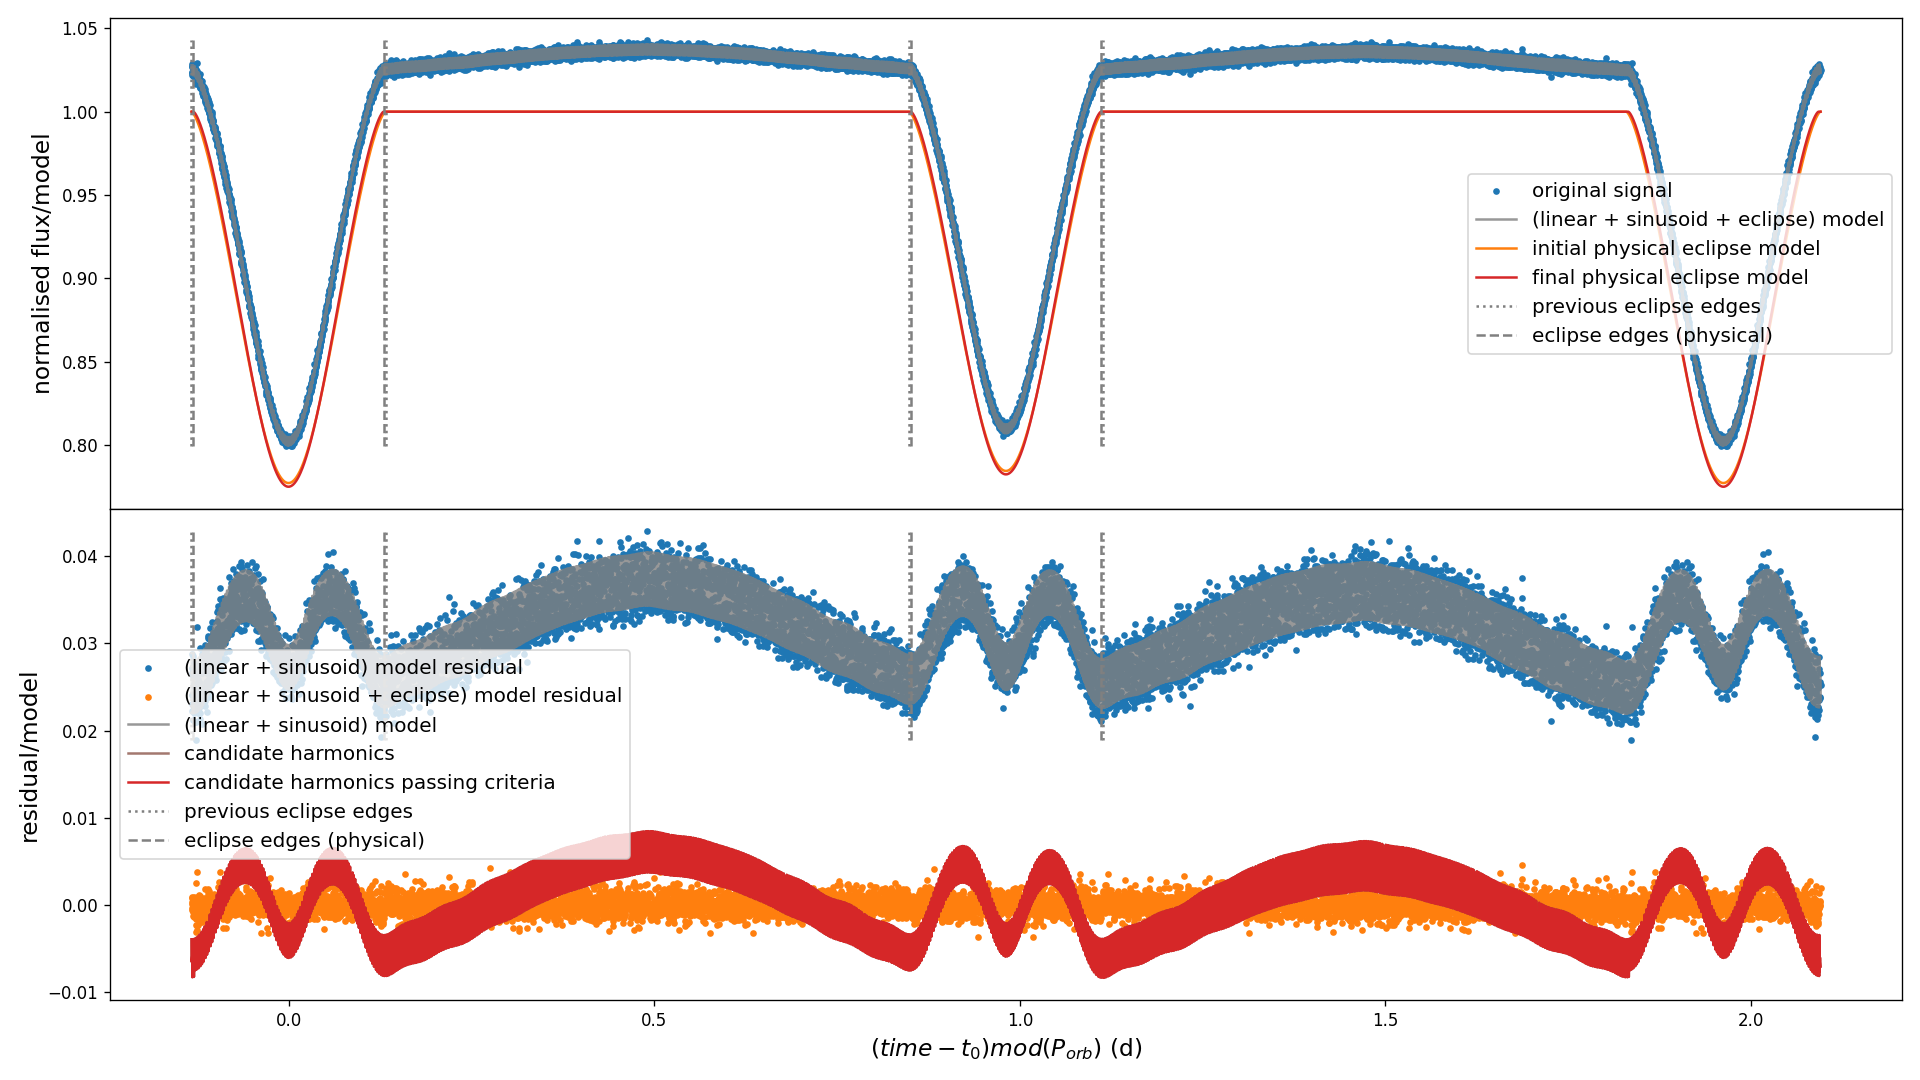 1.05
1.00
0.95
0.90
0.85
0.80
normalised flux/model
original signal
(linear + sinusoid + eclipse) model
initial physical eclipse model
final physical eclipse model
previous eclipse edges
eclipse edges (physical)
0.04
0.03
0.02
0.01
0.00
−0.01
residual/model
(linear + sinusoid) model residual
(linear + sinusoid + eclipse) model residual
(linear + sinusoid) model
candidate harmonics
candidate harmonics passing criteria
previous eclipse edges
eclipse edges (physical)
0.0 0.5 1.0 1.5 2.0
(time − t₀)mod(Pₒᵣb) (d)